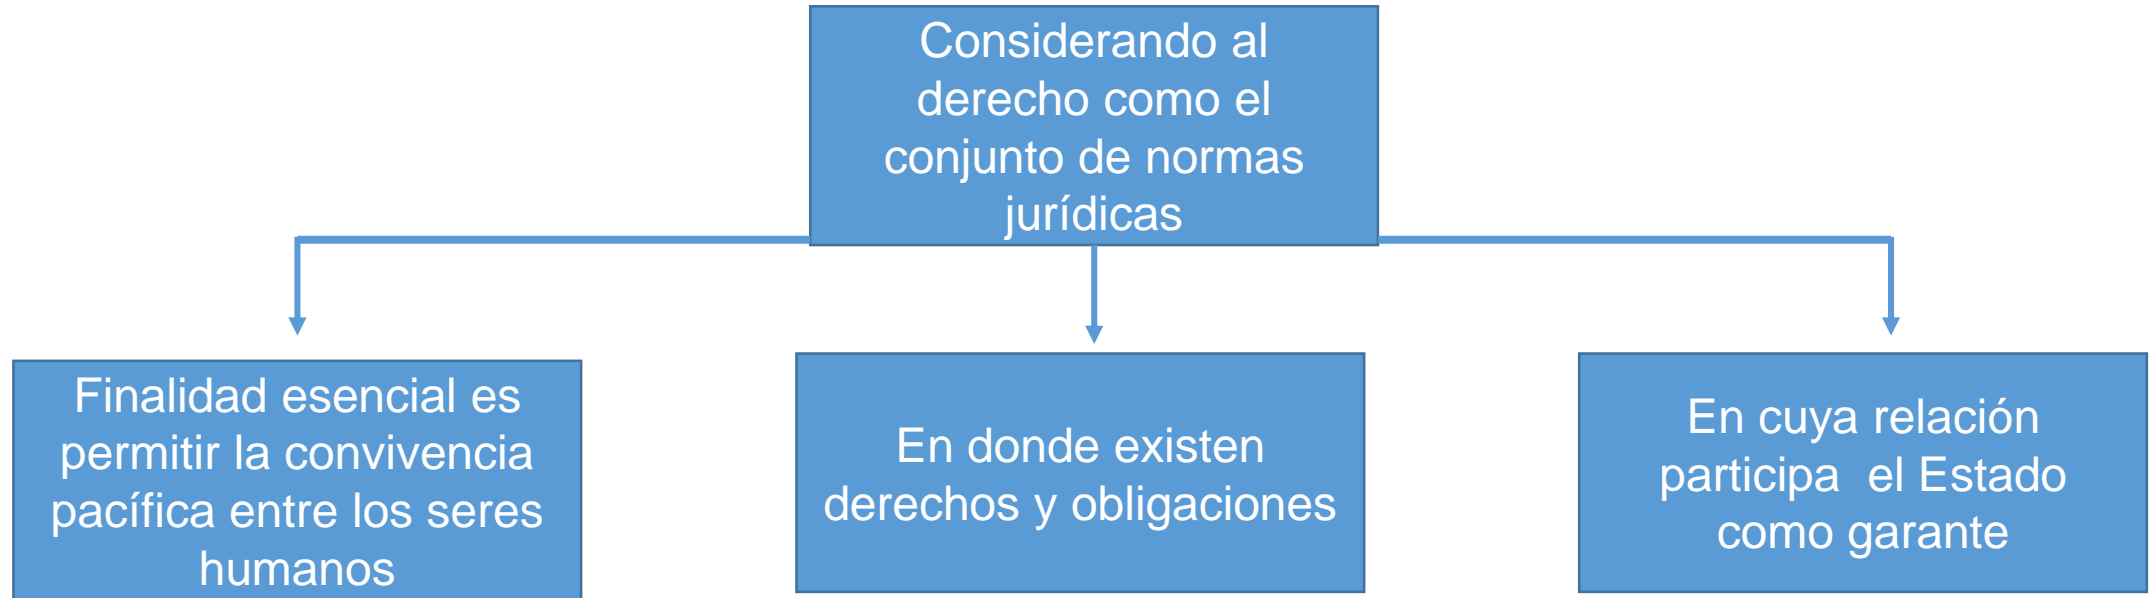 Considerando al
derecho como el
conjunto de normas
jurídicas
Finalidad esencial es
permitir la convivencia
pacífica entre los seres
humanos
En donde existen
derechos y obligaciones
En cuya relación
participa  el Estado
como garante